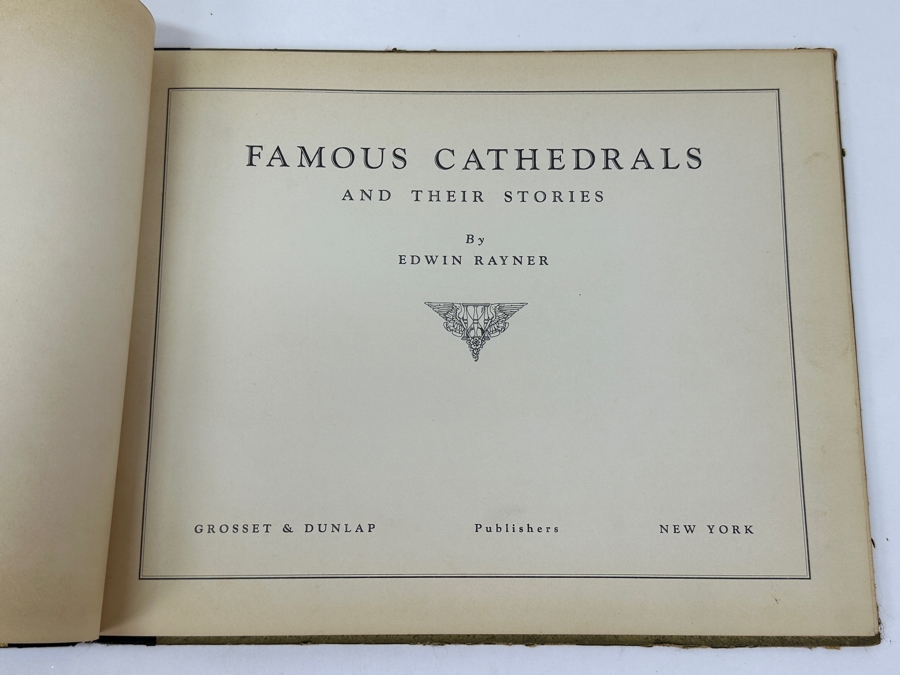 FAMOUS CATHEDRALS
AND THEIR STORIES
By
EDWIN RAYNER
GROSSET & DUNLAP Publishers NEW YORK